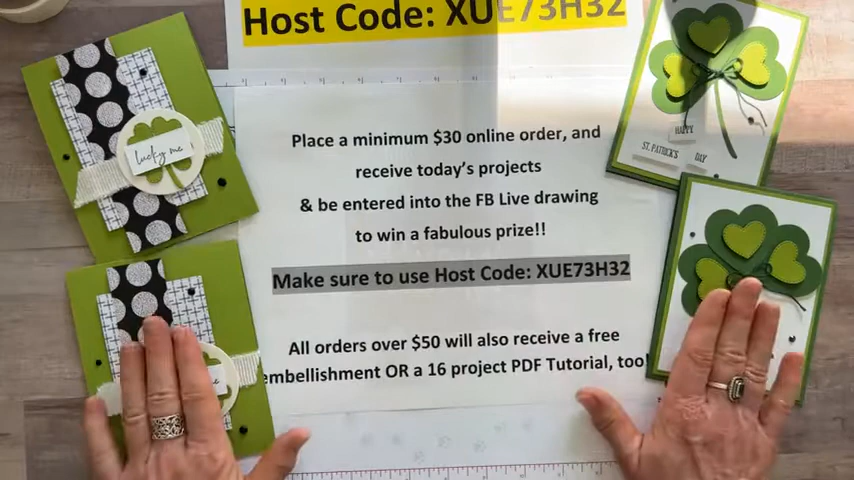 Host Code: XUE73H32
Place a minimum $30 online order, and
receive today's projects
& be entered into the FB Live drawing
to win a fabulous prize!!
Make sure to use Host Code: XUE73H32
All orders over $50 will also receive a free
embellishment OR a 16 project PDF Tutorial, too!
lucky me
HAPPY
ST. PATRICK'S
DAY